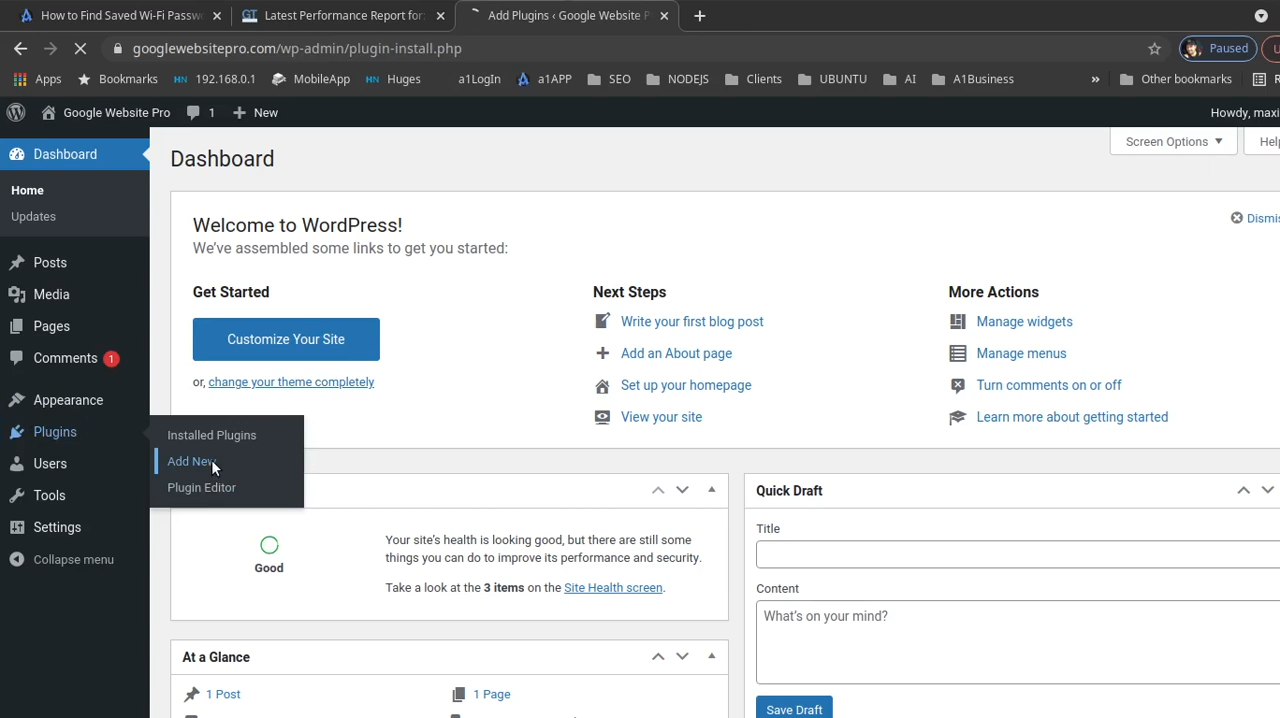 How to Find Saved Wi-Fi Passw
Latest Performance Report for:
Add Plugins ‹ Google Website P
googlewebsitepro.com/wp-admin/plugin-install.php
Paused
Apps
Bookmarks
HN 192.168.0.1
MobileApp
HN Huges
a1LogIn
a1APP
SEO
NODEJS
Clients
UBUNTU
AI
A1Business
»
Other bookmarks
R
Google Website Pro
1
+ New
Howdy, maxi
Dashboard
Home
Updates
Posts
Media
Pages
Comments 1
Appearance
Plugins
Users
Tools
Settings
Collapse menu
Installed Plugins
Add New
Plugin Editor
Dashboard
Screen Options
Help
Welcome to WordPress!
Dismis
We've assembled some links to get you started:
Get Started
Customize Your Site
or, change your theme completely
Next Steps
Write your first blog post
Add an About page
Set up your homepage
View your site
More Actions
Manage widgets
Manage menus
Turn comments on or off
Learn more about getting started
Good
Your site's health is looking good, but there are still some
things you can do to improve its performance and security.
Take a look at the 3 items on the Site Health screen.
At a Glance
1 Post
1 Page
Quick Draft
Title
Content
What's on your mind?
Save Draft